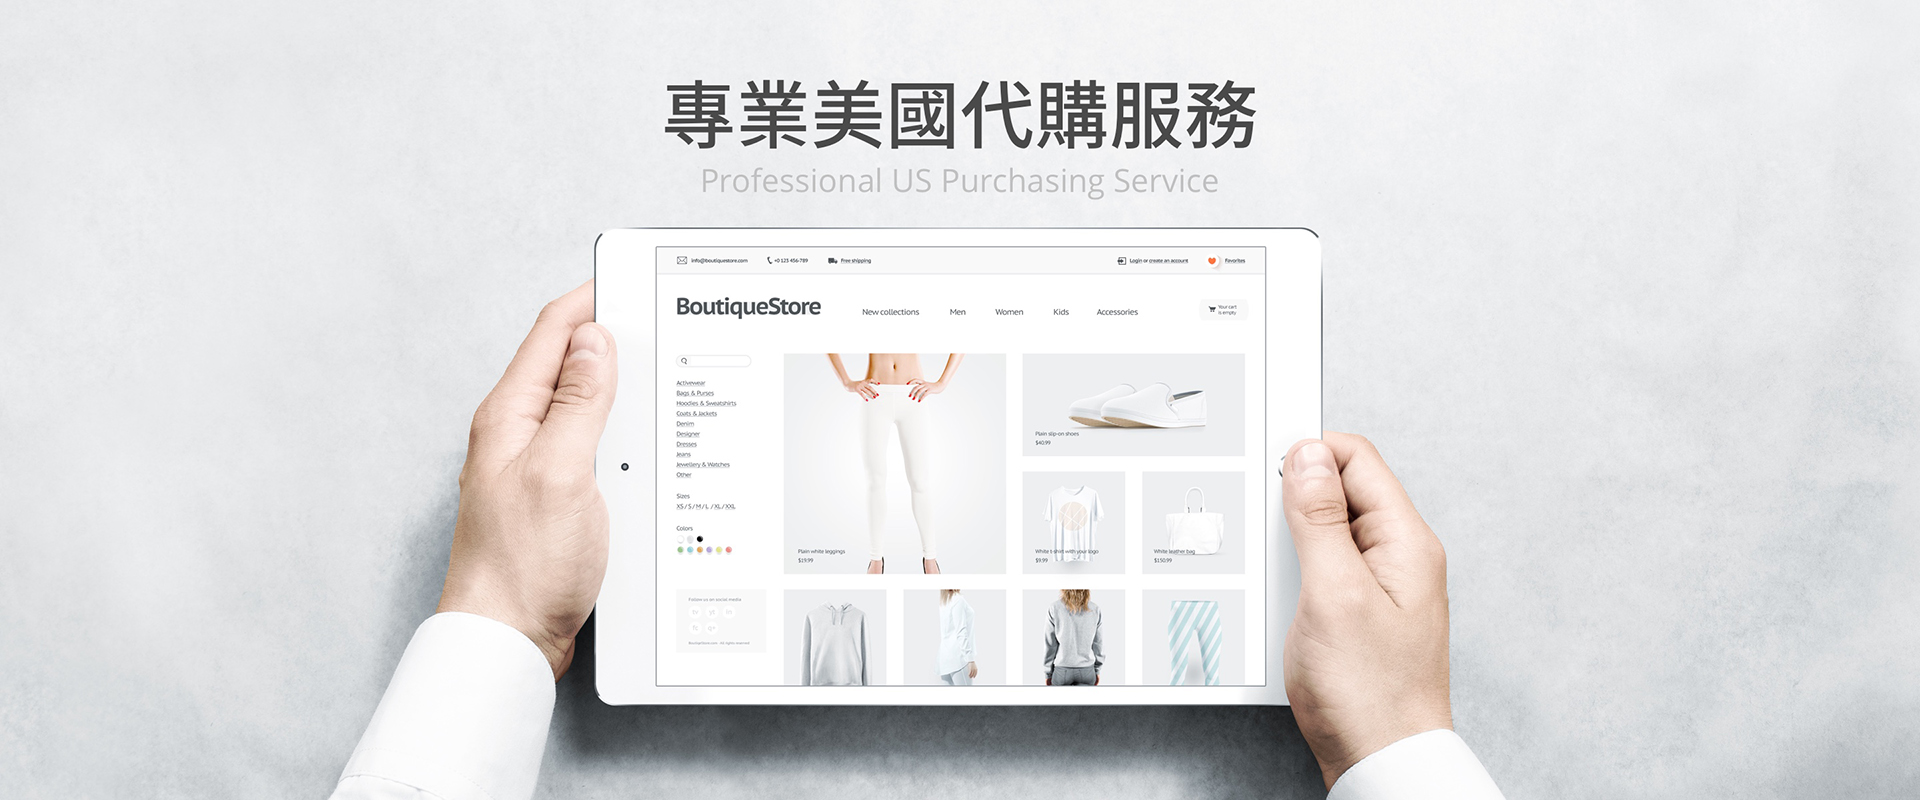 專業美國代購服務
Professional US Purchasing Service
info@boutiquestore.com
+0 123 456-789
Free shipping
Login or create an account
Favorites
BoutiqueStore
New collections
Men
Women
Kids
Accessories
Your cart
is empty
Activewear
Bags & Purses
Hoodies & Sweatshirts
Coats & Jackets
Denim
Designer
Dresses
Jeans
Jewellery & Watches
Other
Sizes
XS / S / M / L / XL / XXL
Colors
Follow us on social media
Plain white leggings
$19.99
Plain slip-on shoes
$40.99
White t-shirt with your logo
$9.99
White leather bag
$150.99